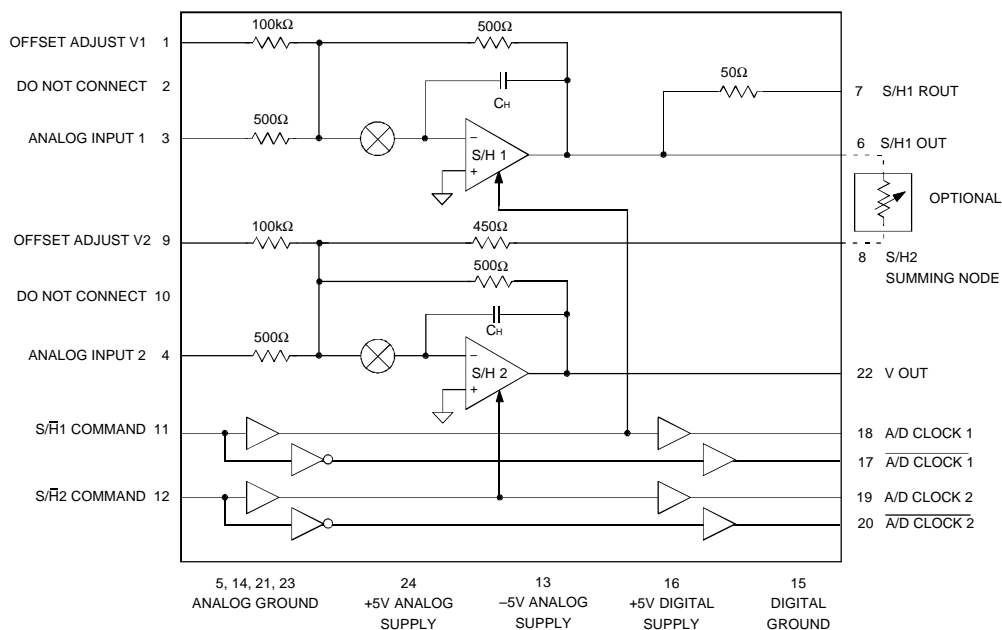 100kΩ
500Ω
OFFSET ADJUST V1 1
50Ω
DO NOT CONNECT 2
7 S/H1 ROUT
CH
500Ω
ANALOG INPUT 1 3
–
S/H 1
+
6 S/H1 OUT
OPTIONAL
100kΩ
450Ω
OFFSET ADJUST V2 9
8 S/H2
SUMMING NODE
500Ω
DO NOT CONNECT 10
CH
500Ω
ANALOG INPUT 2 4
–
S/H 2
+
22 V OUT
S/H̅1 COMMAND 11
18 A/D CLOCK 1
17 A̅/̅D̅ ̅C̅L̅O̅C̅K̅ ̅1̅
S/H̅2 COMMAND 12
19 A/D CLOCK 2
20 A̅/̅D̅ ̅C̅L̅O̅C̅K̅ ̅2̅
5, 14, 21, 23
ANALOG GROUND
24
+5V ANALOG
SUPPLY
13
–5V ANALOG
SUPPLY
16
+5V DIGITAL
SUPPLY
15
DIGITAL
GROUND